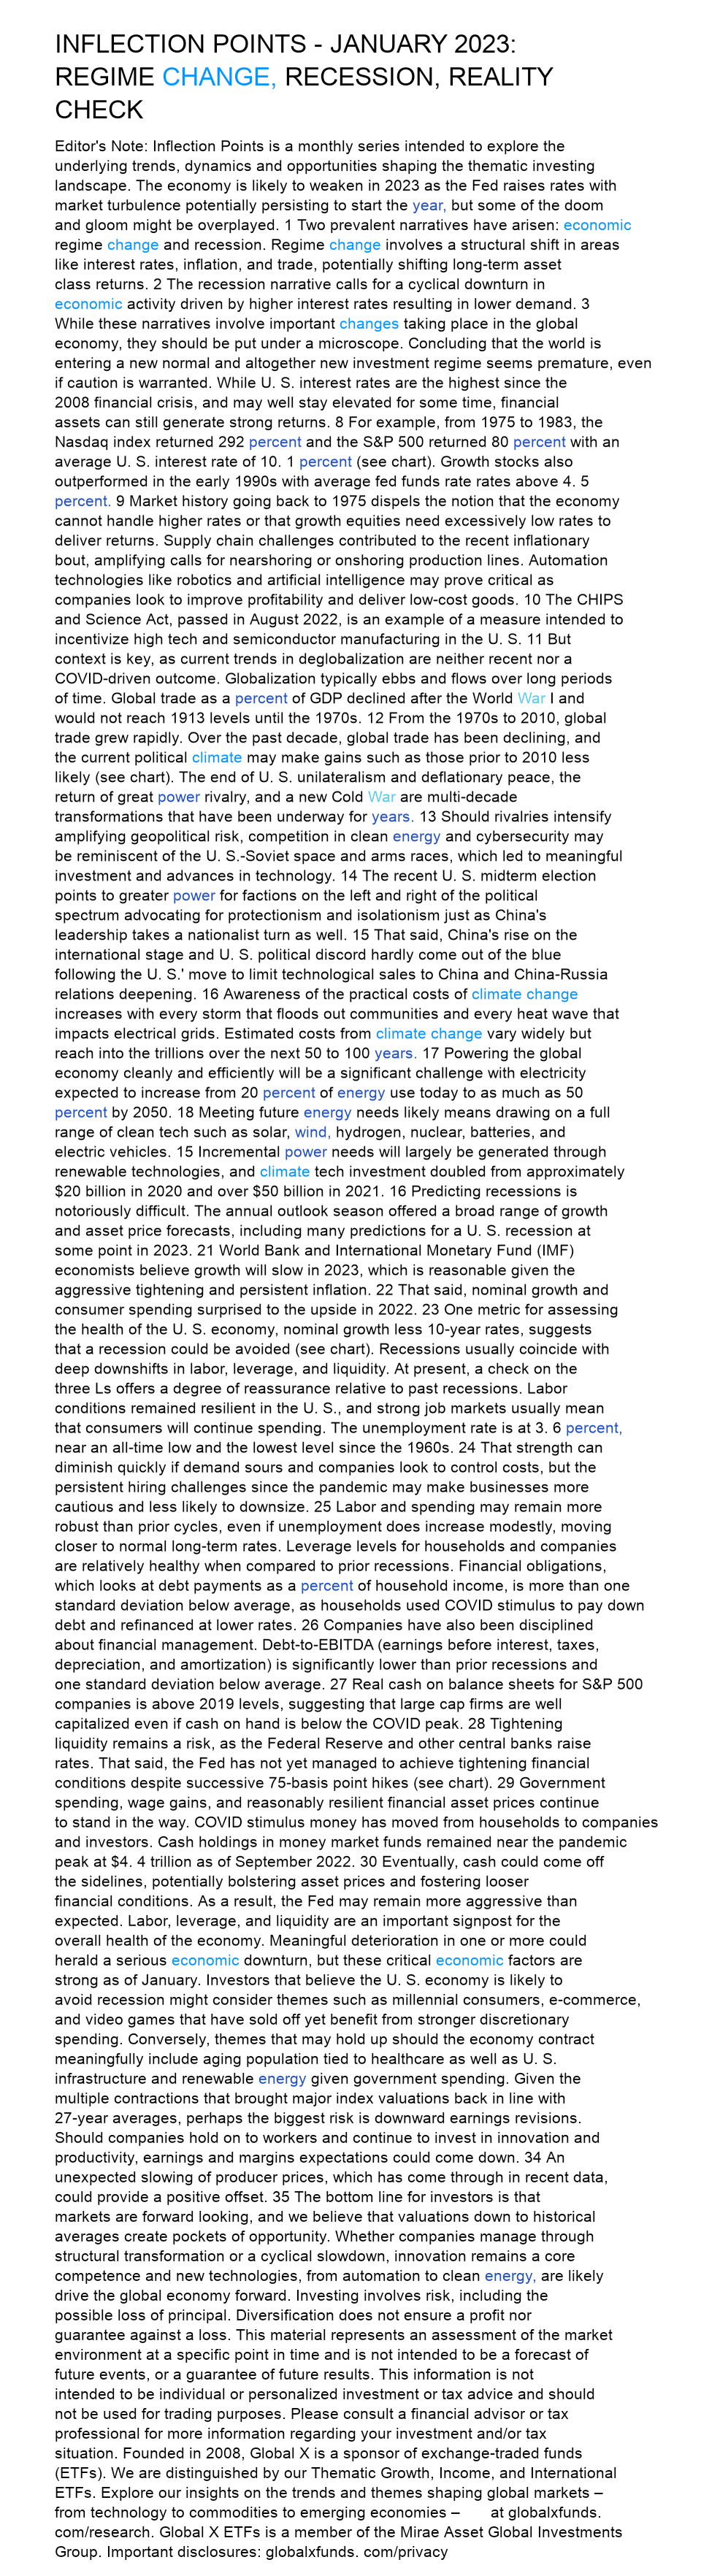 INFLECTION POINTS - JANUARY 2023:
REGIME CHANGE, RECESSION, REALITY
CHECK
Editor's Note: Inflection Points is a monthly series intended to explore the
underlying trends, dynamics and opportunities shaping the thematic investing
landscape. The economy is likely to weaken in 2023 as the Fed raises rates with
market turbulence potentially persisting to start the year, but some of the doom
and gloom might be overplayed. 1 Two prevalent narratives have arisen: economic
regime change and recession. Regime change involves a structural shift in areas
like interest rates, inflation, and trade, potentially shifting long-term asset
class returns. 2 The recession narrative calls for a cyclical downturn in
economic activity driven by higher interest rates resulting in lower demand. 3
While these narratives involve important changes taking place in the global
economy, they should be put under a microscope. Concluding that the world is
entering a new normal and altogether new investment regime seems premature, even
if caution is warranted. While U. S. interest rates are the highest since the
2008 financial crisis, and may well stay elevated for some time, financial
assets can still generate strong returns. 8 For example, from 1975 to 1983, the
Nasdaq index returned 292 percent and the S&P 500 returned 80 percent with an
average U. S. interest rate of 10. 1 percent (see chart). Growth stocks also
outperformed in the early 1990s with average fed funds rate rates above 4. 5
percent. 9 Market history going back to 1975 dispels the notion that the economy
cannot handle higher rates or that growth equities need excessively low rates to
deliver returns. Supply chain challenges contributed to the recent inflationary
bout, amplifying calls for nearshoring or onshoring production lines. Automation
technologies like robotics and artificial intelligence may prove critical as
companies look to improve profitability and deliver low-cost goods. 10 The CHIPS
and Science Act, passed in August 2022, is an example of a measure intended to
incentivize high tech and semiconductor manufacturing in the U. S. 11 But
context is key, as current trends in deglobalization are neither recent nor a
COVID-driven outcome. Globalization typically ebbs and flows over long periods
of time. Global trade as a percent of GDP declined after the World War I and
would not reach 1913 levels until the 1970s. 12 From the 1970s to 2010, global
trade grew rapidly. Over the past decade, global trade has been declining, and
the current political climate may make gains such as those prior to 2010 less
likely (see chart). The end of U. S. unilateralism and deflationary peace, the
return of great power rivalry, and a new Cold War are multi-decade
transformations that have been underway for years. 13 Should rivalries intensify
amplifying geopolitical risk, competition in clean energy and cybersecurity may
be reminiscent of the U. S.-Soviet space and arms races, which led to meaningful
investment and advances in technology. 14 The recent U. S. midterm election
points to greater power for factions on the left and right of the political
spectrum advocating for protectionism and isolationism just as China's
leadership takes a nationalist turn as well. 15 That said, China's rise on the
international stage and U. S. political discord hardly come out of the blue
following the U. S.' move to limit technological sales to China and China-Russia
relations deepening. 16 Awareness of the practical costs of climate change
increases with every storm that floods out communities and every heat wave that
impacts electrical grids. Estimated costs from climate change vary widely but
reach into the trillions over the next 50 to 100 years. 17 Powering the global
economy cleanly and efficiently will be a significant challenge with electricity
expected to increase from 20 percent of energy use today to as much as 50
percent by 2050. 18 Meeting future energy needs likely means drawing on a full
range of clean tech such as solar, wind, hydrogen, nuclear, batteries, and
electric vehicles. 15 Incremental power needs will largely be generated through
renewable technologies, and climate tech investment doubled from approximately
$20 billion in 2020 and over $50 billion in 2021. 16 Predicting recessions is
notoriously difficult. The annual outlook season offered a broad range of growth
and asset price forecasts, including many predictions for a U. S. recession at
some point in 2023. 21 World Bank and International Monetary Fund (IMF)
economists believe growth will slow in 2023, which is reasonable given the
aggressive tightening and persistent inflation. 22 That said, nominal growth and
consumer spending surprised to the upside in 2022. 23 One metric for assessing
the health of the U. S. economy, nominal growth less 10-year rates, suggests
that a recession could be avoided (see chart). Recessions usually coincide with
deep downshifts in labor, leverage, and liquidity. At present, a check on the
three Ls offers a degree of reassurance relative to past recessions. Labor
conditions remained resilient in the U. S., and strong job markets usually mean
that consumers will continue spending. The unemployment rate is at 3. 6 percent,
near an all-time low and the lowest level since the 1960s. 24 That strength can
diminish quickly if demand sours and companies look to control costs, but the
persistent hiring challenges since the pandemic may make businesses more
cautious and less likely to downsize. 25 Labor and spending may remain more
robust than prior cycles, even if unemployment does increase modestly, moving
closer to normal long-term rates. Leverage levels for households and companies
are relatively healthy when compared to prior recessions. Financial obligations,
which looks at debt payments as a percent of household income, is more than one
standard deviation below average, as households used COVID stimulus to pay down
debt and refinanced at lower rates. 26 Companies have also been disciplined
about financial management. Debt-to-EBITDA (earnings before interest, taxes,
depreciation, and amortization) is significantly lower than prior recessions and
one standard deviation below average. 27 Real cash on balance sheets for S&P 500
companies is above 2019 levels, suggesting that large cap firms are well
capitalized even if cash on hand is below the COVID peak. 28 Tightening
liquidity remains a risk, as the Federal Reserve and other central banks raise
rates. That said, the Fed has not yet managed to achieve tightening financial
conditions despite successive 75-basis point hikes (see chart). 29 Government
spending, wage gains, and reasonably resilient financial asset prices continue
to stand in the way. COVID stimulus money has moved from households to companies
and investors. Cash holdings in money market funds remained near the pandemic
peak at $4. 4 trillion as of September 2022. 30 Eventually, cash could come off
the sidelines, potentially bolstering asset prices and fostering looser
financial conditions. As a result, the Fed may remain more aggressive than
expected. Labor, leverage, and liquidity are an important signpost for the
overall health of the economy. Meaningful deterioration in one or more could
herald a serious economic downturn, but these critical economic factors are
strong as of January. Investors that believe the U. S. economy is likely to
avoid recession might consider themes such as millennial consumers, e-commerce,
and video games that have sold off yet benefit from stronger discretionary
spending. Conversely, themes that may hold up should the economy contract
meaningfully include aging population tied to healthcare as well as U. S.
infrastructure and renewable energy given government spending. Given the
multiple contractions that brought major index valuations back in line with
27-year averages, perhaps the biggest risk is downward earnings revisions.
Should companies hold on to workers and continue to invest in innovation and
productivity, earnings and margins expectations could come down. 34 An
unexpected slowing of producer prices, which has come through in recent data,
could provide a positive offset. 35 The bottom line for investors is that
markets are forward looking, and we believe that valuations down to historical
averages create pockets of opportunity. Whether companies manage through
structural transformation or a cyclical slowdown, innovation remains a core
competence and new technologies, from automation to clean energy, are likely
drive the global economy forward. Investing involves risk, including the
possible loss of principal. Diversification does not ensure a profit nor
guarantee against a loss. This material represents an assessment of the market
environment at a specific point in time and is not intended to be a forecast of
future events, or a guarantee of future results. This information is not
intended to be individual or personalized investment or tax advice and should
not be used for trading purposes. Please consult a financial advisor or tax
professional for more information regarding your investment and/or tax
situation. Founded in 2008, Global X is a sponsor of exchange-traded funds
(ETFs). We are distinguished by our Thematic Growth, Income, and International
ETFs. Explore our insights on the trends and themes shaping global markets –
from technology to commodities to emerging economies – at globalxfunds.
com/research. Global X ETFs is a member of the Mirae Asset Global Investments
Group. Important disclosures: globalxfunds. com/privacy